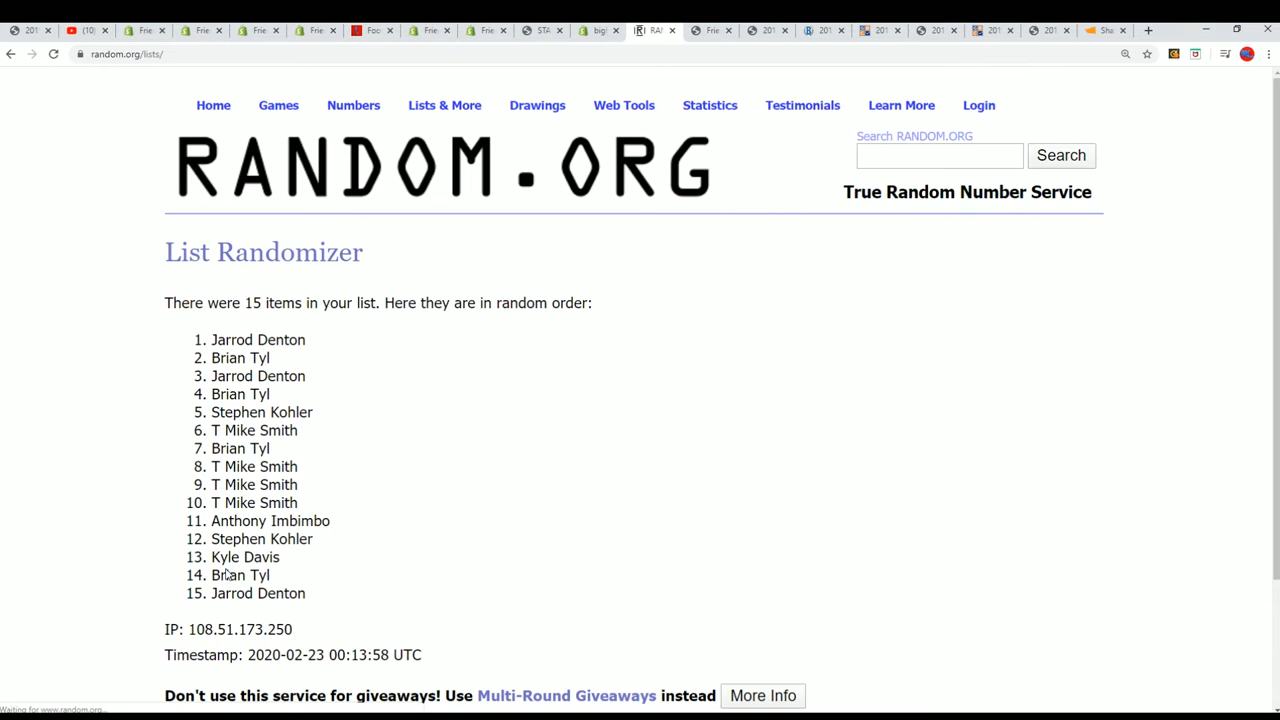 201 (10) Frie Frie Frie Frie Foo Frie Frie STA big! RAN Frie 201 201 201 201 201 201 Sha
random.org/lists/
Home Games Numbers Lists & More Drawings Web Tools Statistics Testimonials Learn More Login
Search RANDOM.ORG
RANDOM.ORG
Search
True Random Number Service
List Randomizer
There were 15 items in your list. Here they are in random order:
1. Jarrod Denton
2. Brian Tyl
3. Jarrod Denton
4. Brian Tyl
5. Stephen Kohler
6. T Mike Smith
7. Brian Tyl
8. T Mike Smith
9. T Mike Smith
10. T Mike Smith
11. Anthony Imbimbo
12. Stephen Kohler
13. Kyle Davis
14. Brian Tyl
15. Jarrod Denton
IP: 108.51.173.250
Timestamp: 2020-02-23 00:13:58 UTC
Don't use this service for giveaways! Use Multi-Round Giveaways instead More Info
Waiting for www.random.org...